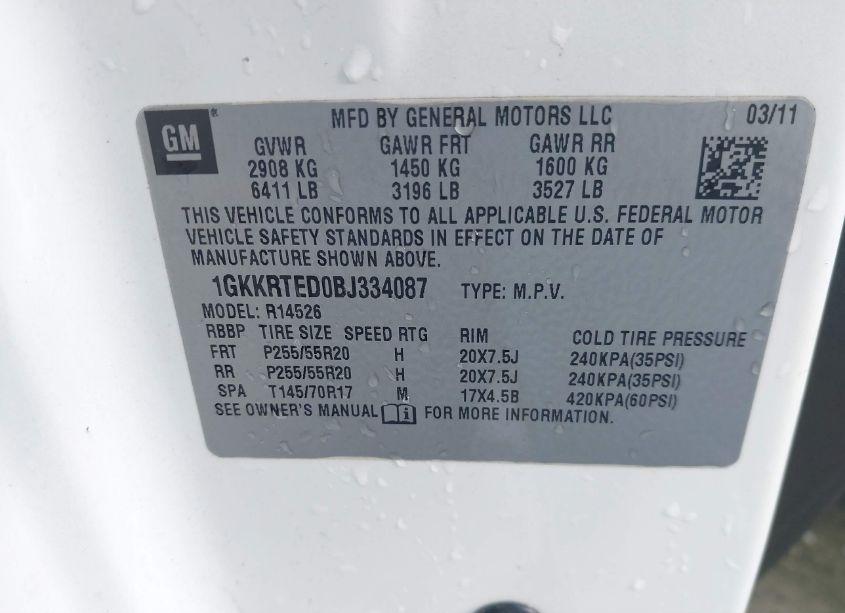 GM®
MFD BY GENERAL MOTORS LLC 03/11
GVWR GAWR FRT GAWR RR
2908 KG 1450 KG 1600 KG
6411 LB 3196 LB 3527 LB
THIS VEHICLE CONFORMS TO ALL APPLICABLE U.S. FEDERAL MOTOR
VEHICLE SAFETY STANDARDS IN EFFECT ON THE DATE OF
MANUFACTURE SHOWN ABOVE.
1GKKRTED0BJ334087 TYPE: M.P.V.
MODEL: R14526
RBBP TIRE SIZE SPEED RTG RIM COLD TIRE PRESSURE
FRT P255/55R20 H 20X7.5J 240KPA(35PSI)
RR P255/55R20 H 20X7.5J 240KPA(35PSI)
SPA T145/70R17 M 17X4.5B 420KPA(60PSI)
SEE OWNER'S MANUAL FOR MORE INFORMATION.